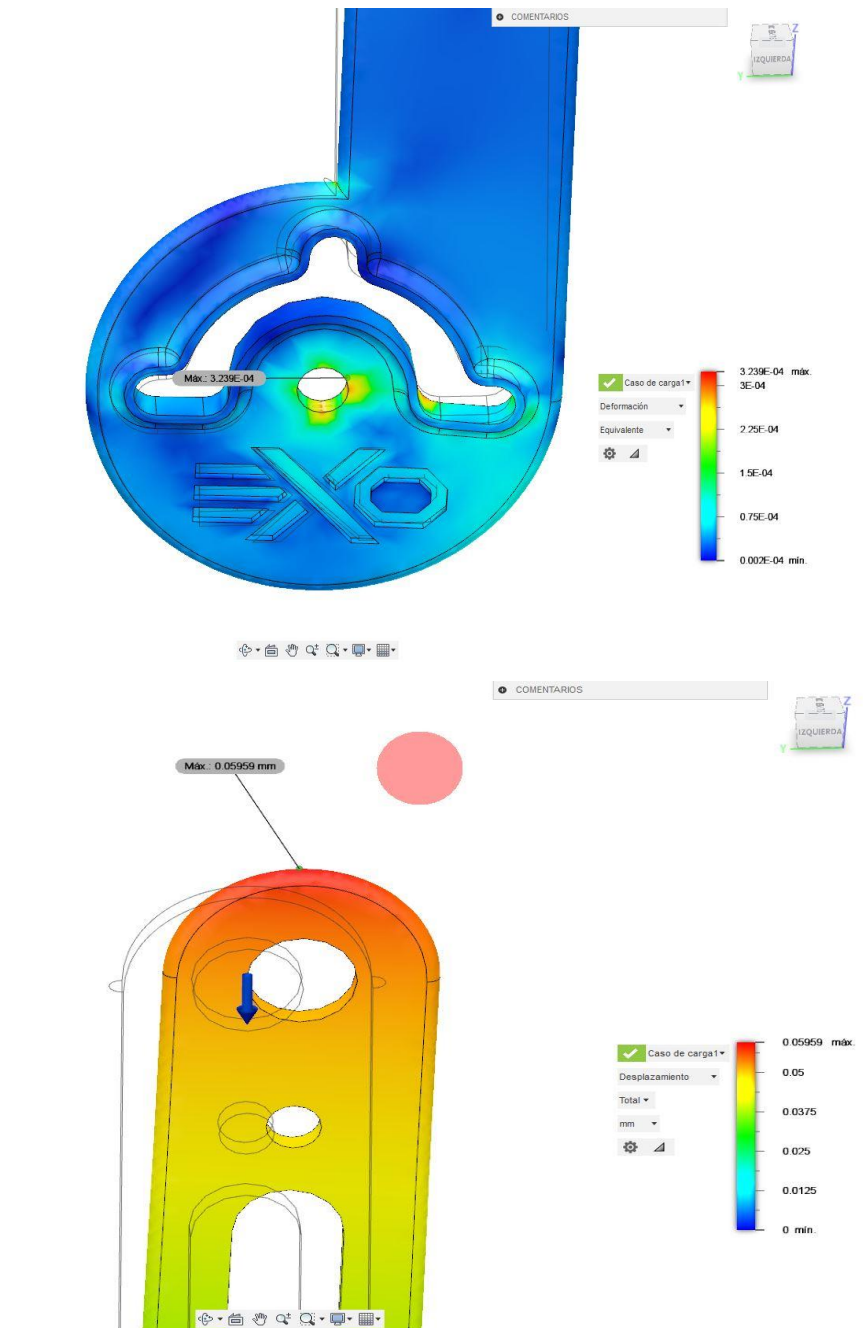 COMENTARIOS
Z
IZQUIERDA
Y
Máx.: 3.239E-04
Caso de carga1
3.239E-04 máx.
3E-04
Deformación
2.25E-04
Equivalente
1.5E-04
0.75E-04
0.002E-04 mín.
EXO
COMENTARIOS
Z
IZQUIERDA
Y
Máx.: 0.05959 mm
Caso de carga1
0.05959 máx.
Desplazamiento
0.05
Total
0.0375
mm
0.025
0.0125
0 mín.